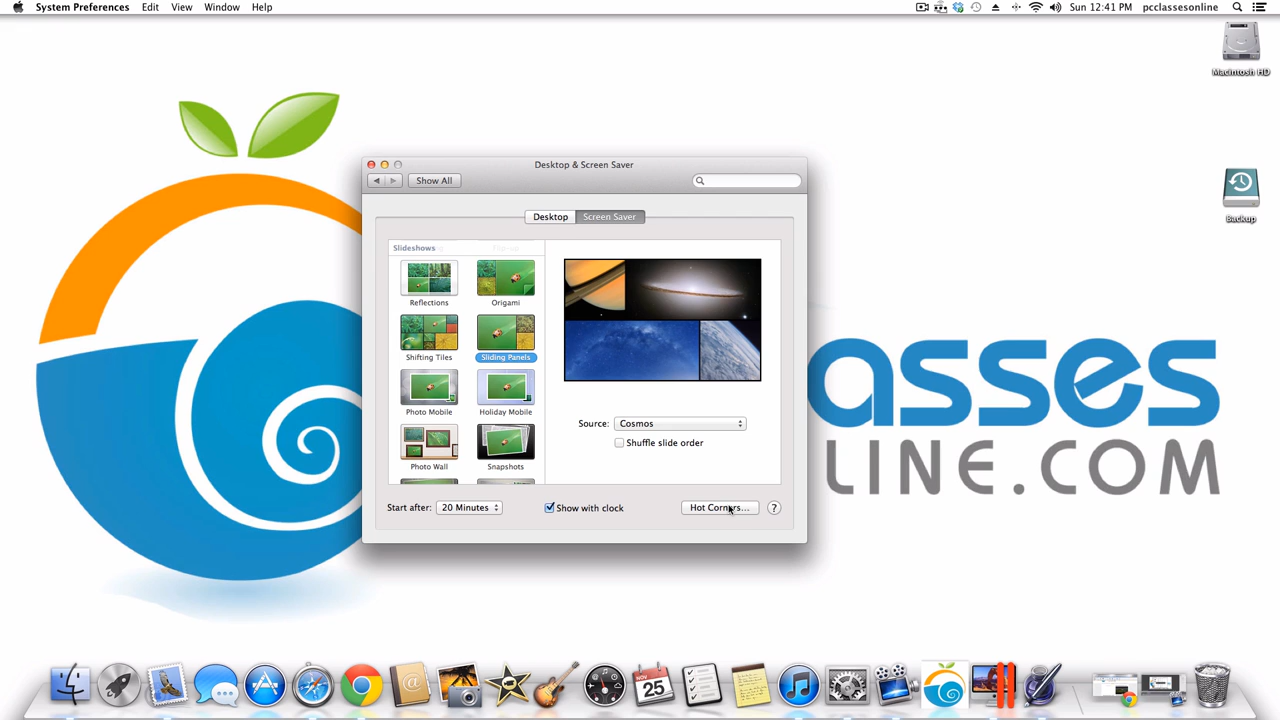 System Preferences Edit View Window Help Sun 12:41 PM pcclassesonline
Macintosh HD
Backup
Desktop & Screen Saver
Show All
Desktop Screen Saver
Slideshows
Reflections Origami
Shifting Tiles Sliding Panels
Photo Mobile Holiday Mobile
Photo Wall Snapshots
Source: Cosmos
Shuffle slide order
Start after: 20 Minutes Show with clock Hot Corners... ?
asses
LINE.COM
NOV
25